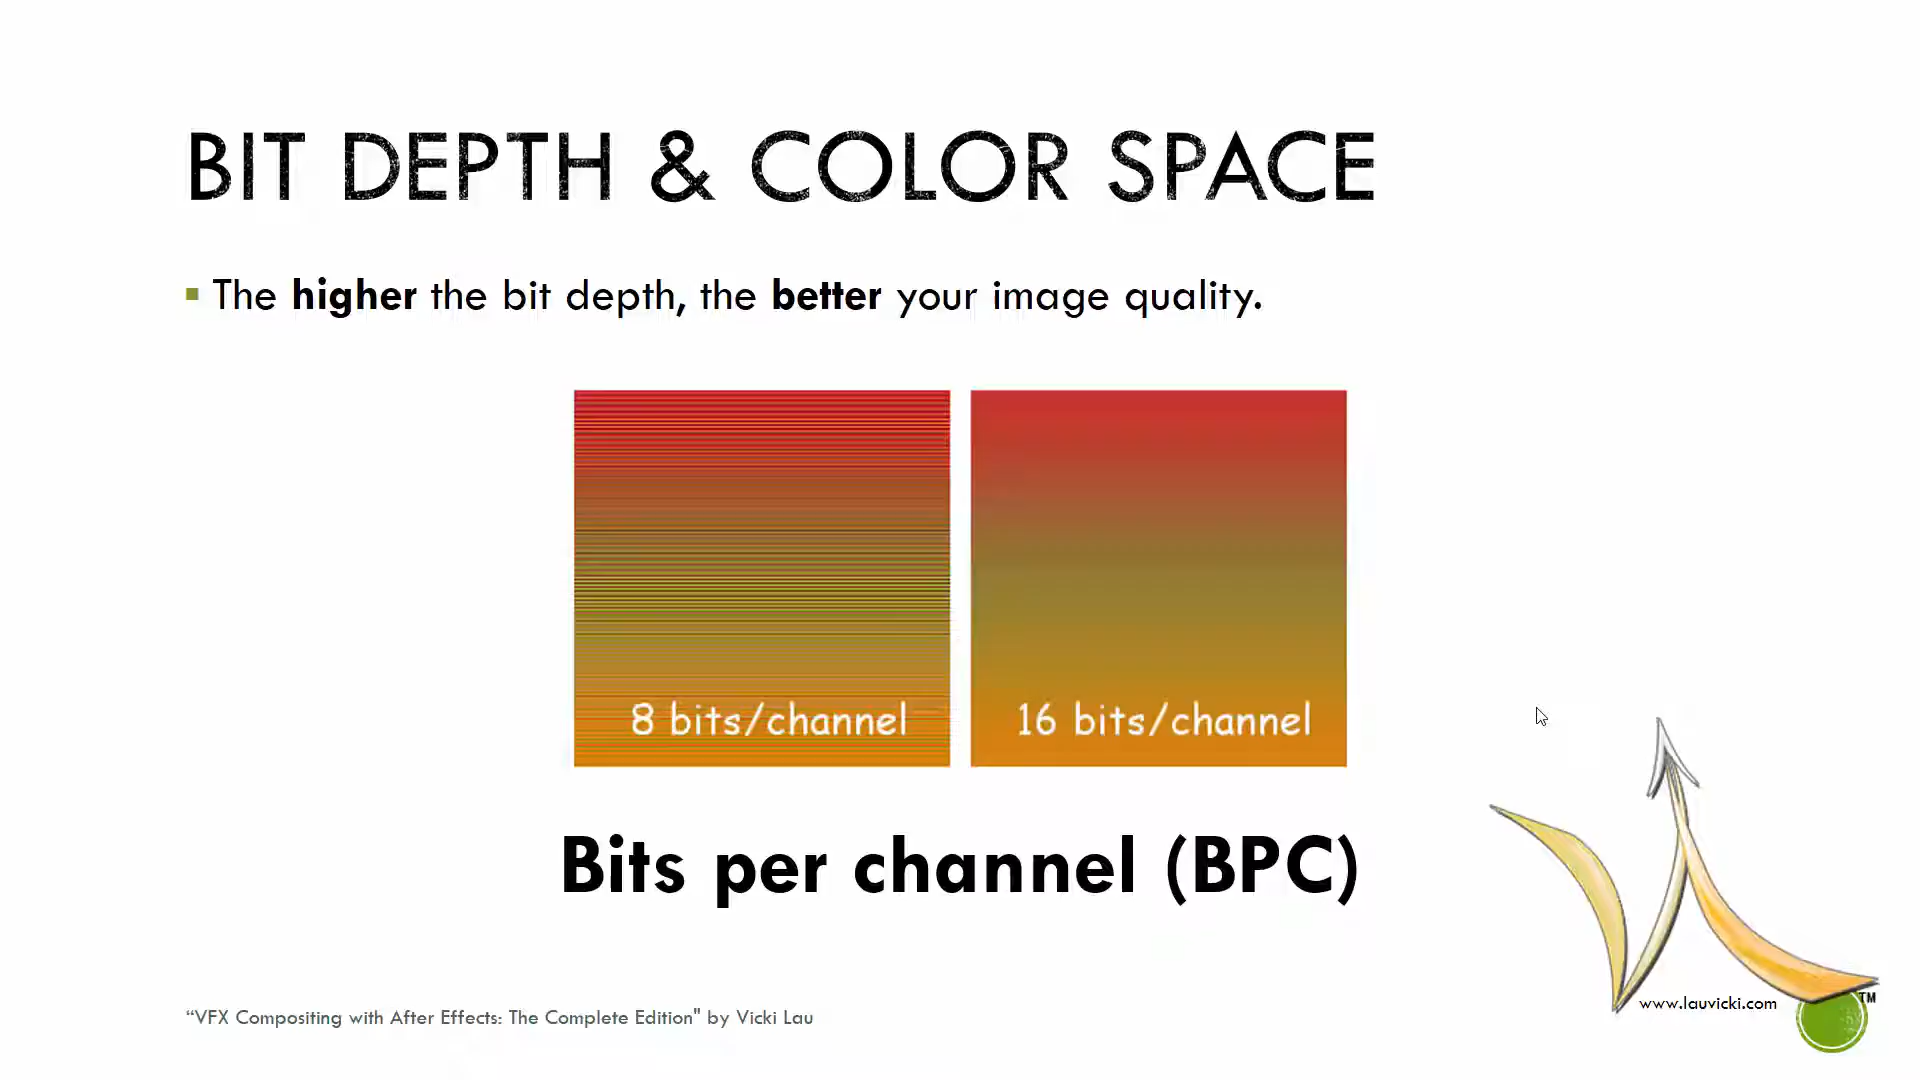 BIT DEPTH & COLOR SPACE
▪ The higher the bit depth, the better your image quality.
8 bits/channel
16 bits/channel
Bits per channel (BPC)
“VFX Compositing with After Effects: The Complete Edition" by Vicki Lau
www.lauvicki.com
TM